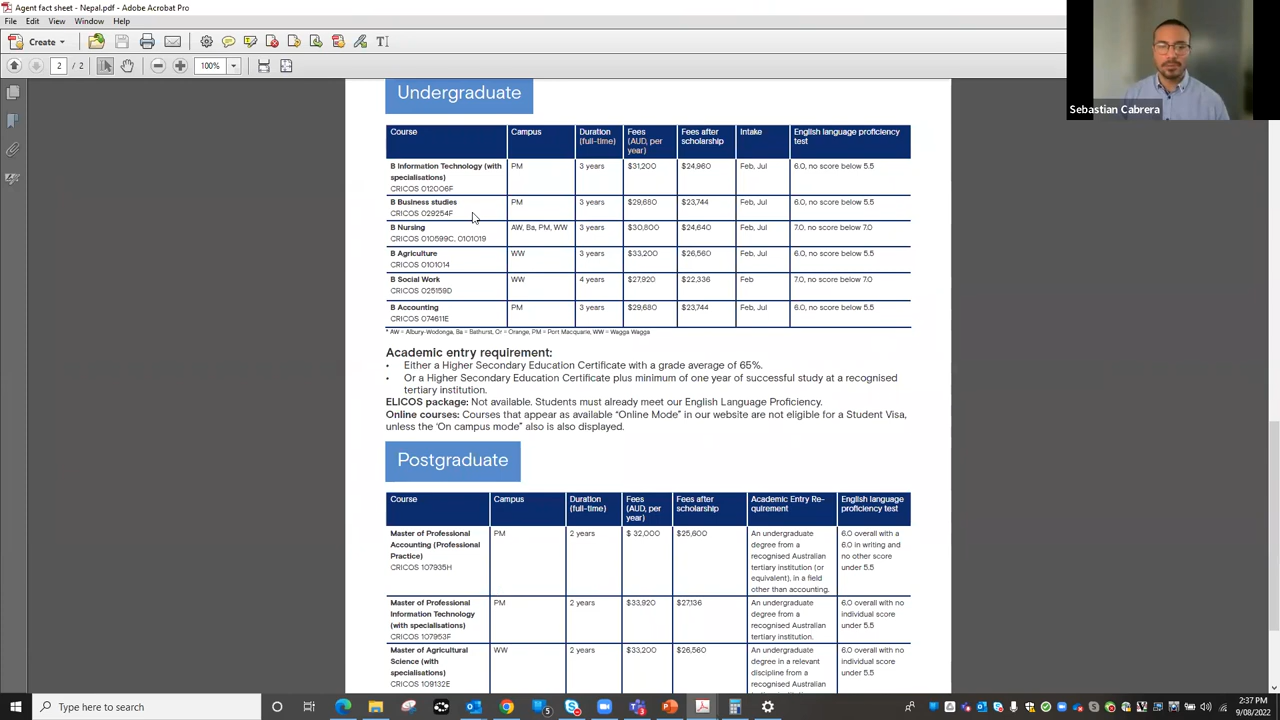 Agent fact sheet - Nepal.pdf - Adobe Acrobat Pro
File Edit View Window Help
Create
2 / 2 100%
Sebastian Cabrera
Undergraduate
Course Campus Duration (full-time) Fees (AUD, per year) Fees after scholarship Intake English language proficiency test
B Information Technology (with specialisations) CRICOS 012006F PM 3 years $31,200 $24,960 Feb, Jul 6.0, no score below 5.5
B Business studies CRICOS 029254F PM 3 years $29,680 $23,744 Feb, Jul 6.0, no score below 5.5
B Nursing CRICOS 010599C, 0101019 AW, Ba, PM, WW 3 years $30,800 $24,640 Feb, Jul 7.0, no score below 7.0
B Agriculture CRICOS 0101014 WW 3 years $33,200 $26,560 Feb, Jul 6.0, no score below 5.5
B Social Work CRICOS 025159D WW 4 years $27,920 $22,336 Feb 7.0, no score below 7.0
B Accounting CRICOS 074611E PM 3 years $29,680 $23,744 Feb, Jul 6.0, no score below 5.5
* AW = Albury-Wodonga, Ba = Bathurst, Or = Orange, PM = Port Macquarie, WW = Wagga Wagga
Academic entry requirement:
• Either a Higher Secondary Education Certificate with a grade average of 65%.
• Or a Higher Secondary Education Certificate plus minimum of one year of successful study at a recognised
tertiary institution.
ELICOS package: Not available. Students must already meet our English Language Proficiency.
Online courses: Courses that appear as available "Online Mode" in our website are not eligible for a Student Visa,
unless the 'On campus mode" also is also displayed.
Postgraduate
Course Campus Duration (full-time) Fees (AUD, per year) Fees after scholarship Academic Entry Re-quirement English language proficiency test
Master of Professional Accounting (Professional Practice) CRICOS 107935H PM 2 years $ 32,000 $25,600 An undergraduate degree from a recognised Australian tertiary institution (or equivalent), in a field other than accounting. 6.0 overall with a 6.0 in writing and no other score under 5.5
Master of Professional Information Technology (with specialisations) CRICOS 107953F PM 2 years $33,920 $27,136 An undergraduate degree from a recognised Australian tertiary institution. 6.0 overall with no individual score under 5.5
Master of Agricultural Science (with specialisations) CRICOS 109132E WW 2 years $33,200 $26,560 An undergraduate degree in a relevant discipline from a recognised Australian 6.0 overall with no individual score under 5.5
Type here to search
2:37 PM
9/08/2022